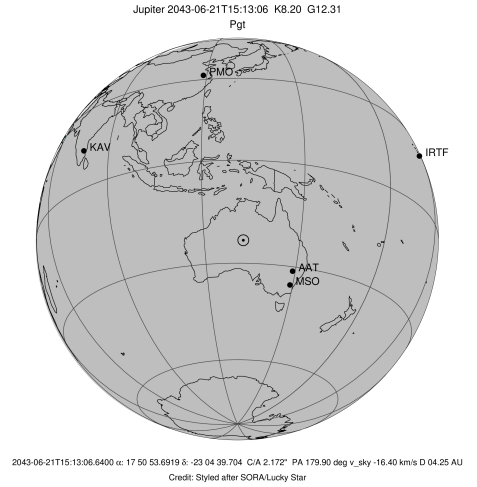 Jupiter 2043-06-21T15:13:06 K8.20 G12.31
Pgt
PMO
KAV
IRTF
AAT
MSO
2043-06-21T15:13:06.6400 α: 17 50 53.6919 δ: -23 04 39.704 C/A 2.172" PA 179.90 deg v_sky -16.40 km/s D 04.25 AU
Credit: Styled after SORA/Lucky Star